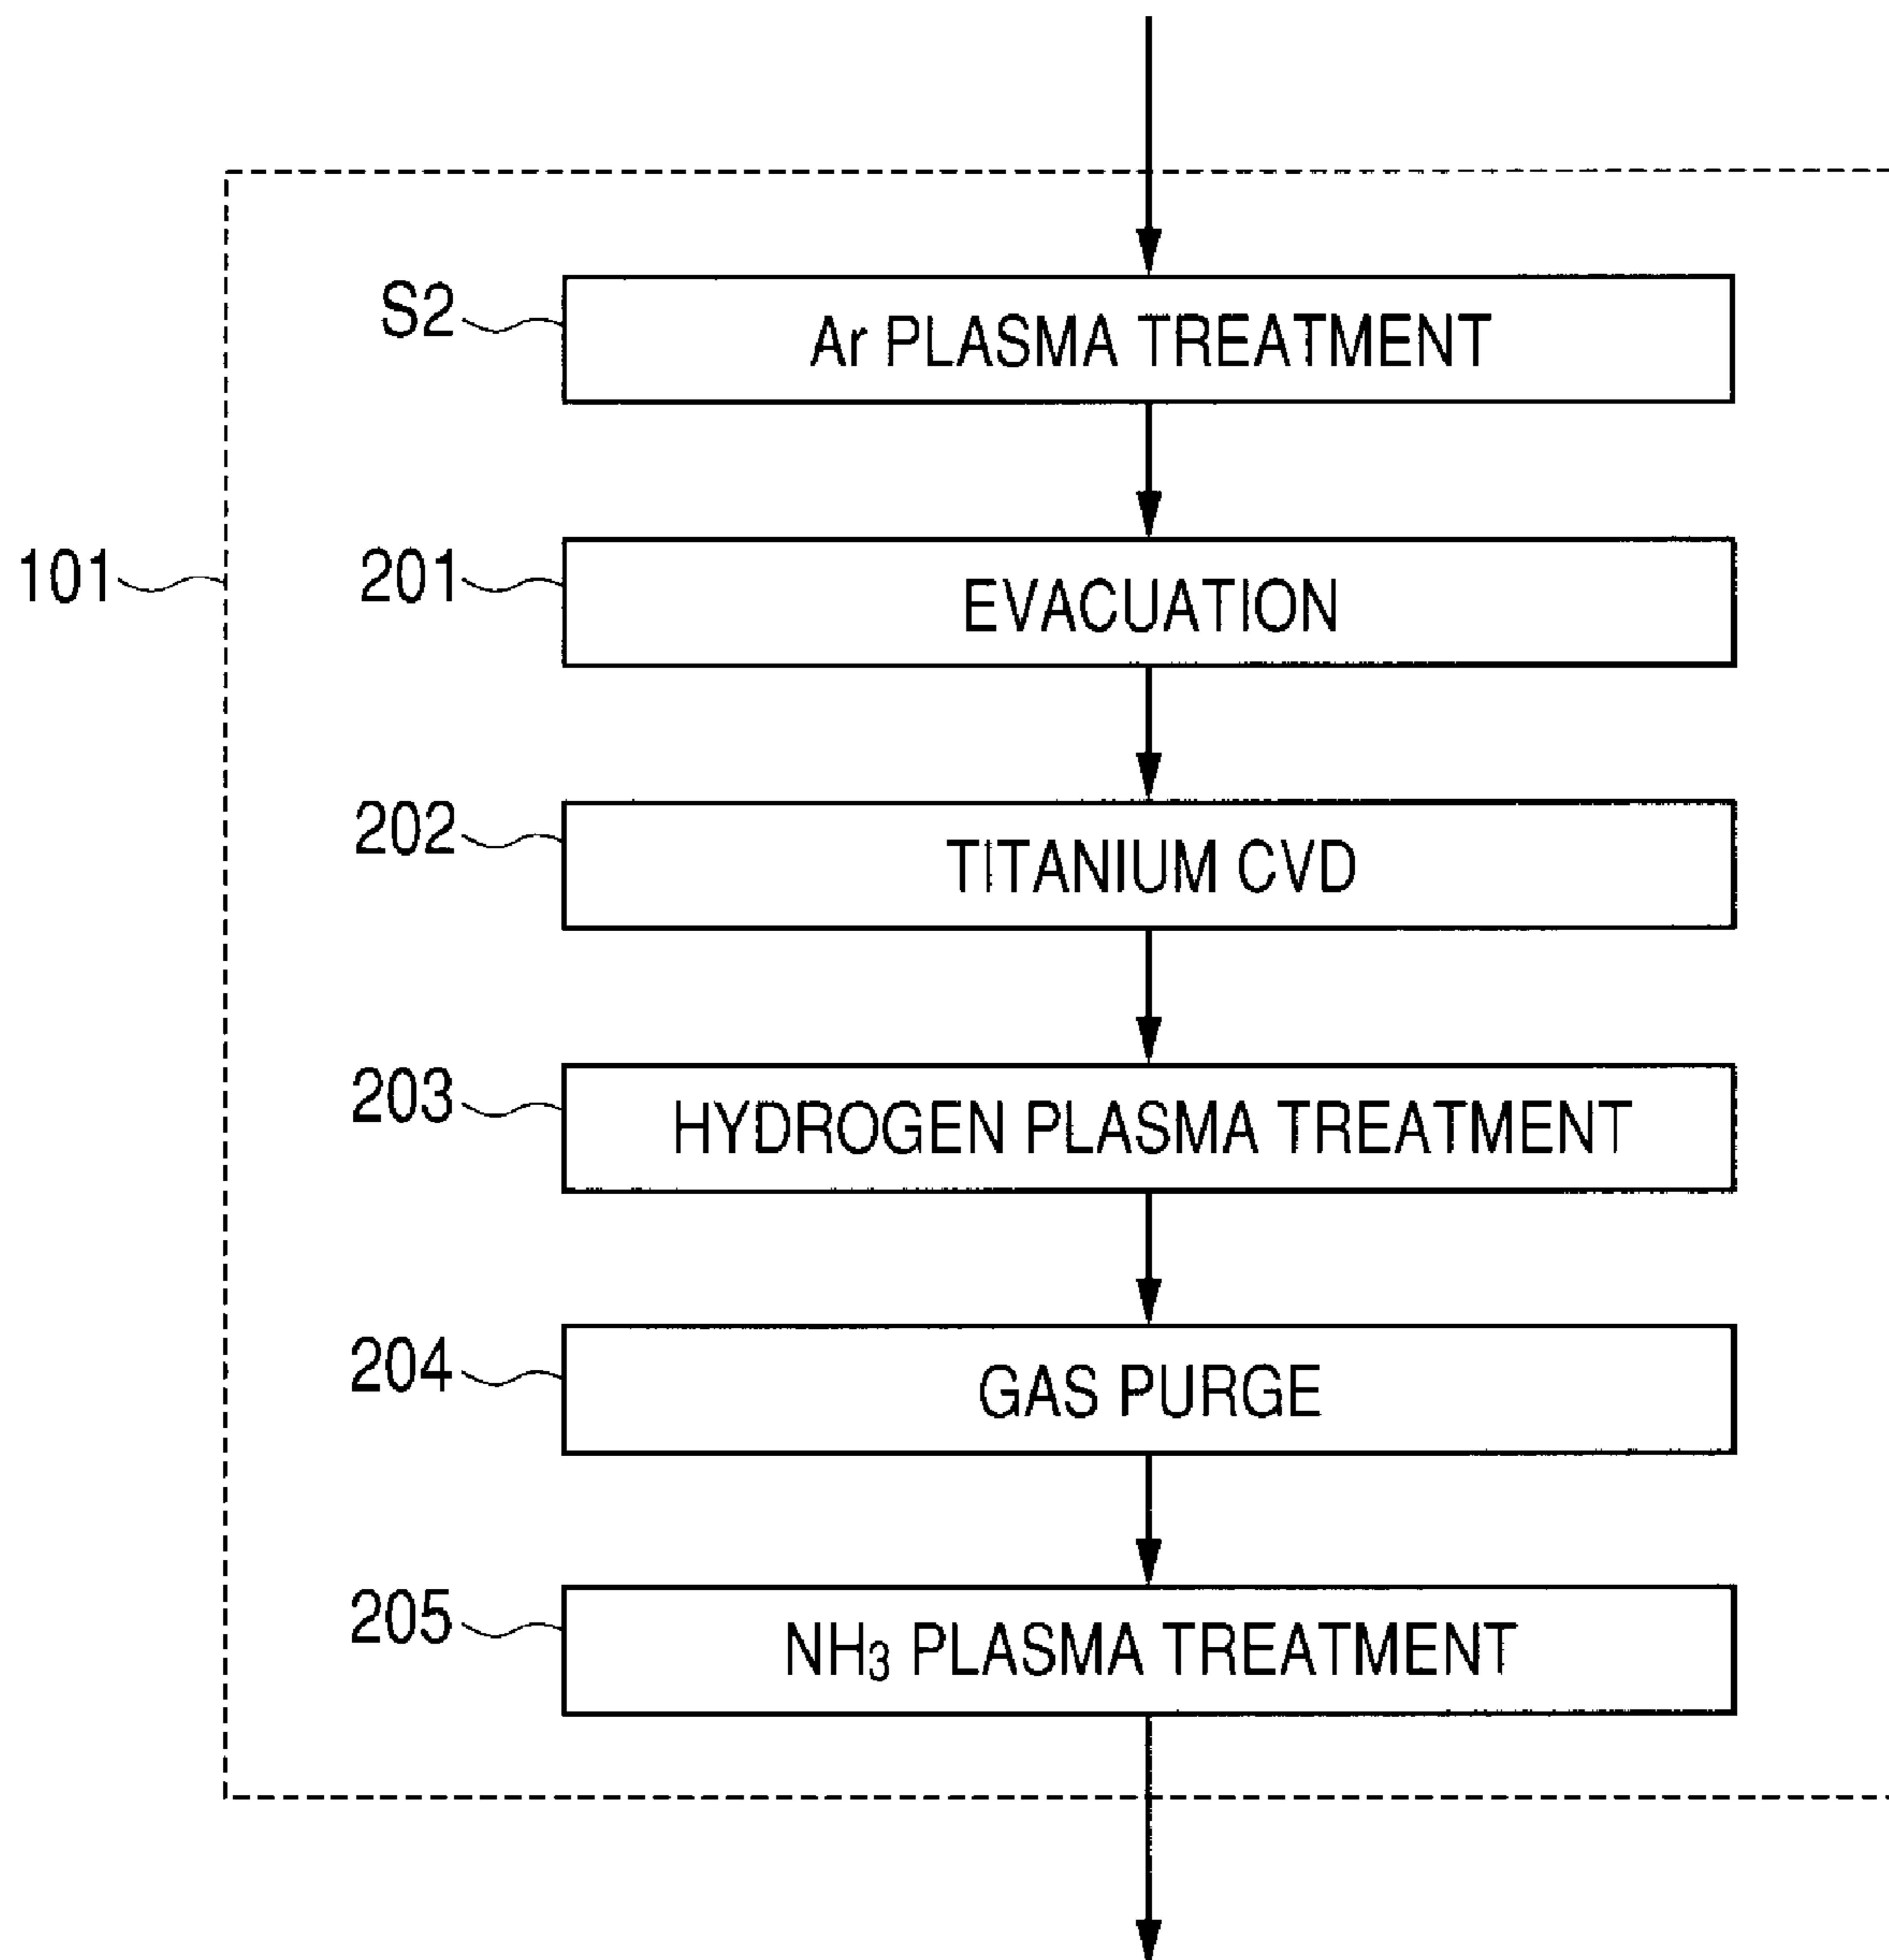 S2 Ar PLASMA TREATMENT
101 201 EVACUATION
202 TITANIUM CVD
203 HYDROGEN PLASMA TREATMENT
204 GAS PURGE
205 NH₃ PLASMA TREATMENT